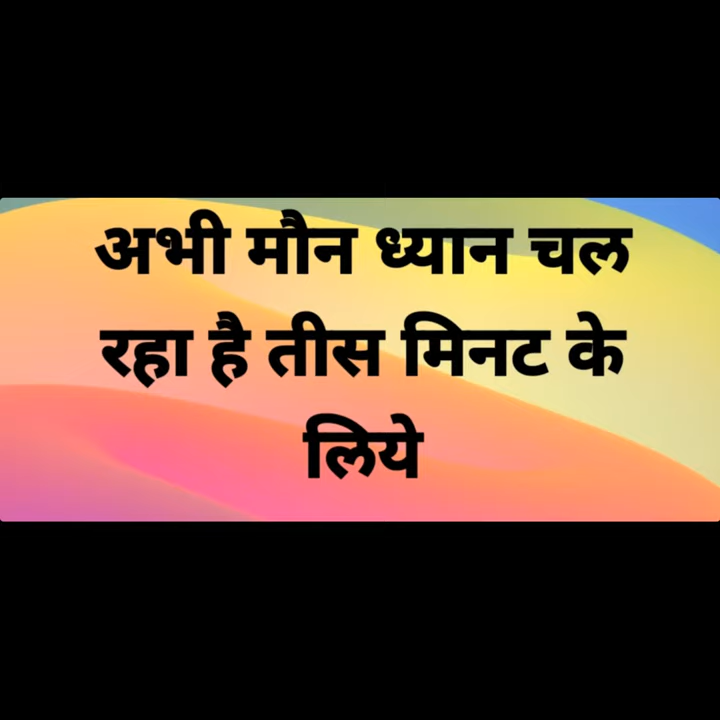 अभी मौन ध्यान चल
रहा है तीस मिनट के
लिये